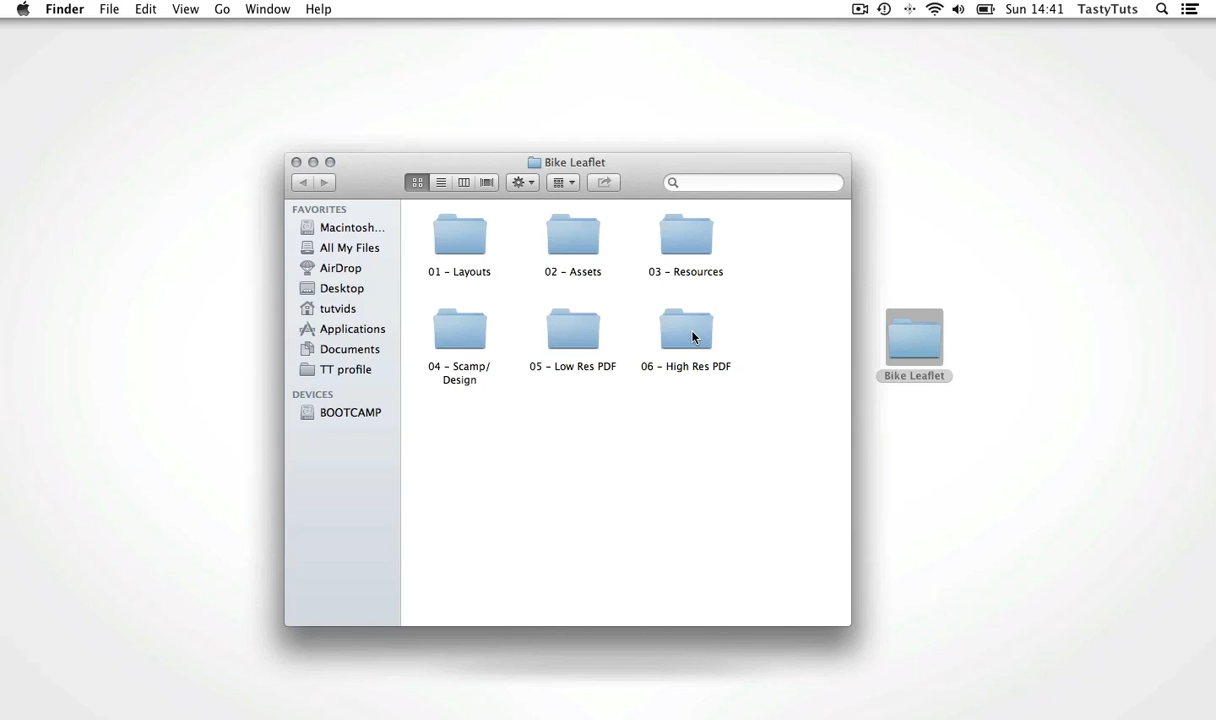 Finder File Edit View Go Window Help Sun 14:41 TastyTuts
Bike Leaflet
FAVORITES
Macintosh...
All My Files
AirDrop
Desktop
tutvids
Applications
Documents
TT profile
DEVICES
BOOTCAMP
01 - Layouts 02 - Assets 03 - Resources
04 - Scamp/
Design
05 - Low Res PDF 06 - High Res PDF
Bike Leaflet